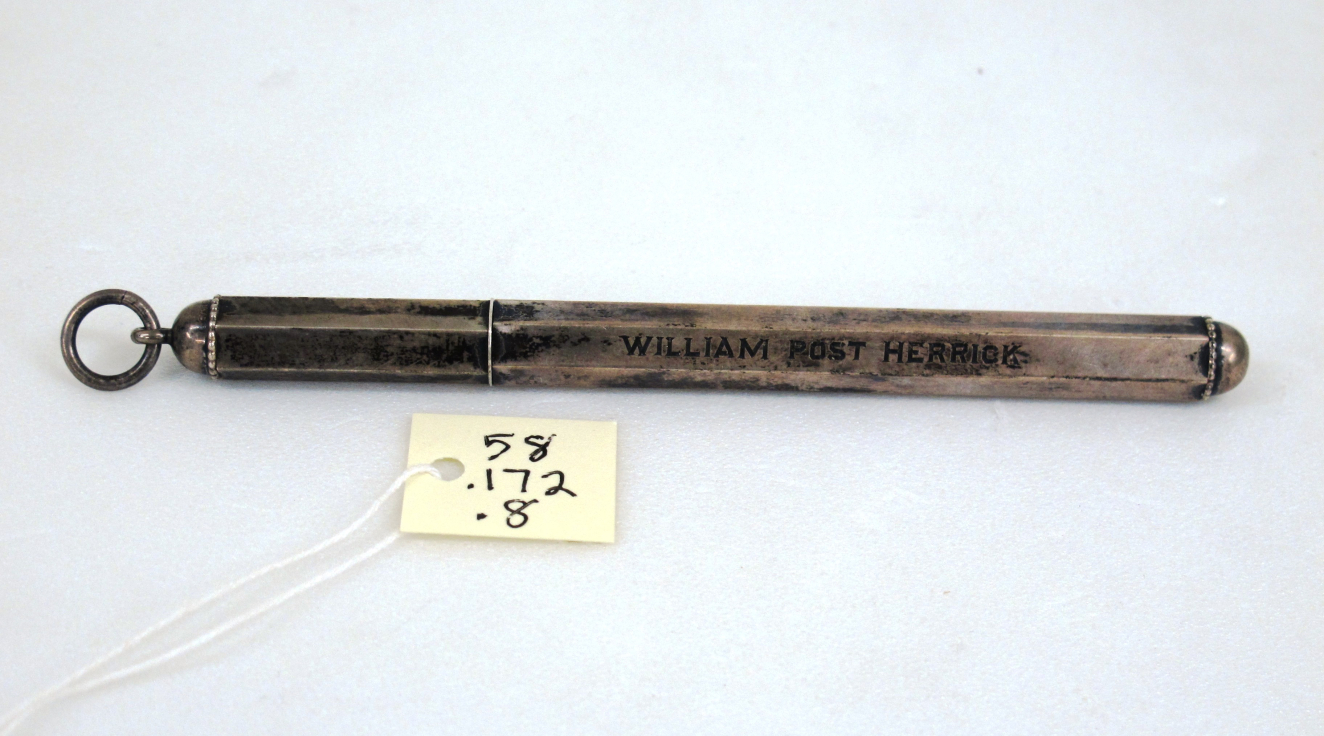 WILLIAM POST HERRICK
58
.172
.8